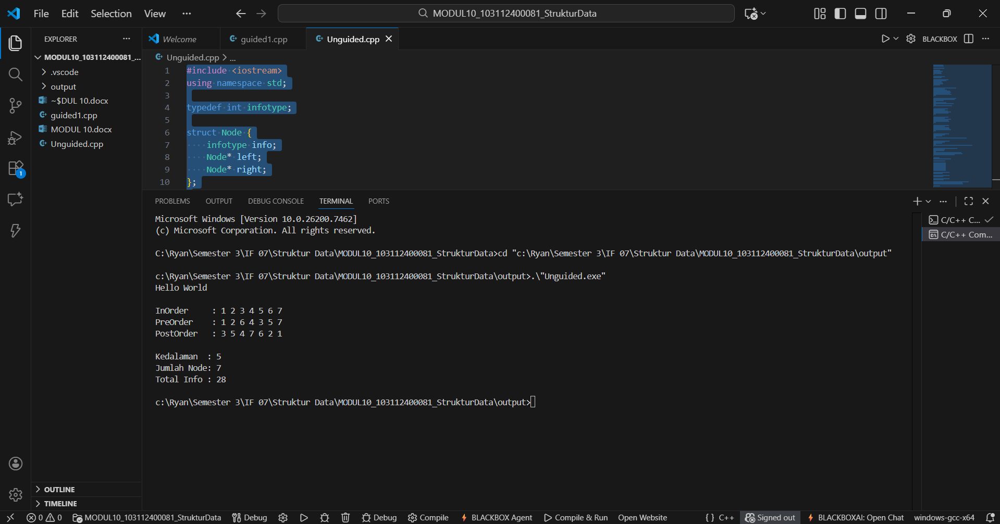 File Edit Selection View ··· MODUL10_103112400081_StrukturData
EXPLORER ···
MODUL10_103112400081_...
.vscode
output
~$DUL 10.docx
guided1.cpp
MODUL 10.docx
Unguided.cpp
OUTLINE
TIMELINE
Welcome guided1.cpp Unguided.cpp BLACKBOX ···
Unguided.cpp > ...
1 #include <iostream>
2 using namespace std;
3
4 typedef int infotype;
5
6 struct Node {
7 infotype info;
8 Node* left;
9 Node* right;
10 };
PROBLEMS OUTPUT DEBUG CONSOLE TERMINAL PORTS ···
Microsoft Windows [Version 10.0.26200.7462]
(c) Microsoft Corporation. All rights reserved.
C:\Ryan\Semester 3\IF 07\Struktur Data\MODUL10_103112400081_StrukturData>cd "c:\Ryan\Semester 3\IF 07\Struktur Data\MODUL10_103112400081_StrukturData\output"
c:\Ryan\Semester 3\IF 07\Struktur Data\MODUL10_103112400081_StrukturData\output>.\"Unguided.exe"
Hello World
InOrder     : 1 2 3 4 5 6 7
PreOrder    : 1 2 6 4 3 5 7
PostOrder   : 3 5 4 7 6 2 1
Kedalaman  : 5
Jumlah Node: 7
Total Info : 28
c:\Ryan\Semester 3\IF 07\Struktur Data\MODUL10_103112400081_StrukturData\output>
C/C++ C...
C/C++ Com...
1
0 0 MODUL10_103112400081_StrukturData Debug Debug Compile BLACKBOX Agent Compile & Run Open Website {} C++ Signed out BLACKBOXAI: Open Chat windows-gcc-x64